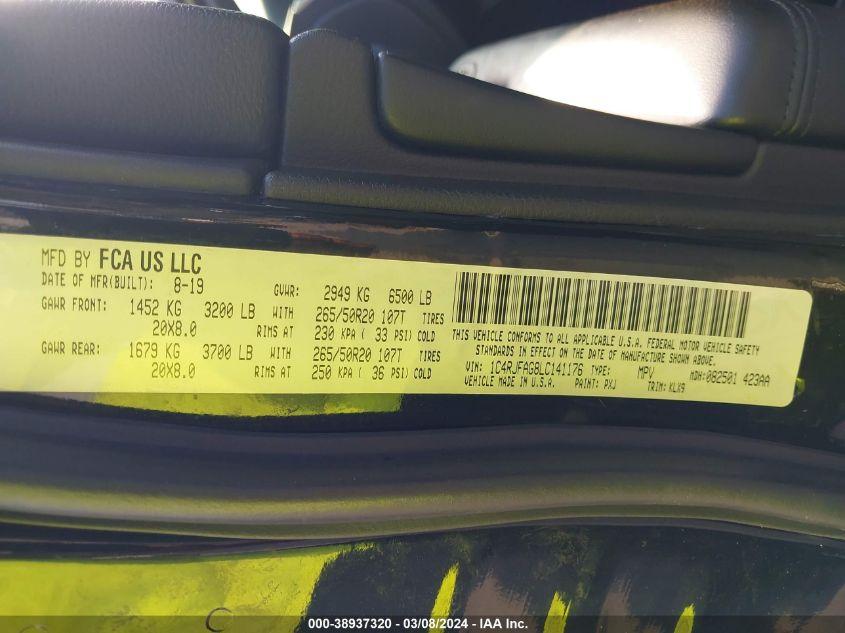 MFD BY FCA US LLC
DATE OF MFR(BUILT): 8-19 GVWR: 2949 KG 6500 LB
GAWR FRONT: 1452 KG 3200 LB WITH 265/50R20 107T TIRES
20X8.0 RIMS AT 230 KPA ( 33 PSI) COLD
GAWR REAR: 1679 KG 3700 LB WITH 265/50R20 107T TIRES
20X8.0 RIMS AT 250 KPA ( 36 PSI) COLD
THIS VEHICLE CONFORMS TO ALL APPLICABLE U.S.A. FEDERAL MOTOR VEHICLE SAFETY
STANDARDS IN EFFECT ON THE DATE OF MANUFACTURE SHOWN ABOVE.
VIN: 1C4RJFAG8LC141176 TYPE: MPV MDH:082501 423AA
VEHICLE MADE IN U.S.A. PAINT: PXJ TRIM: KLX9
000-38937320 - 03/08/2024 - IAA Inc.